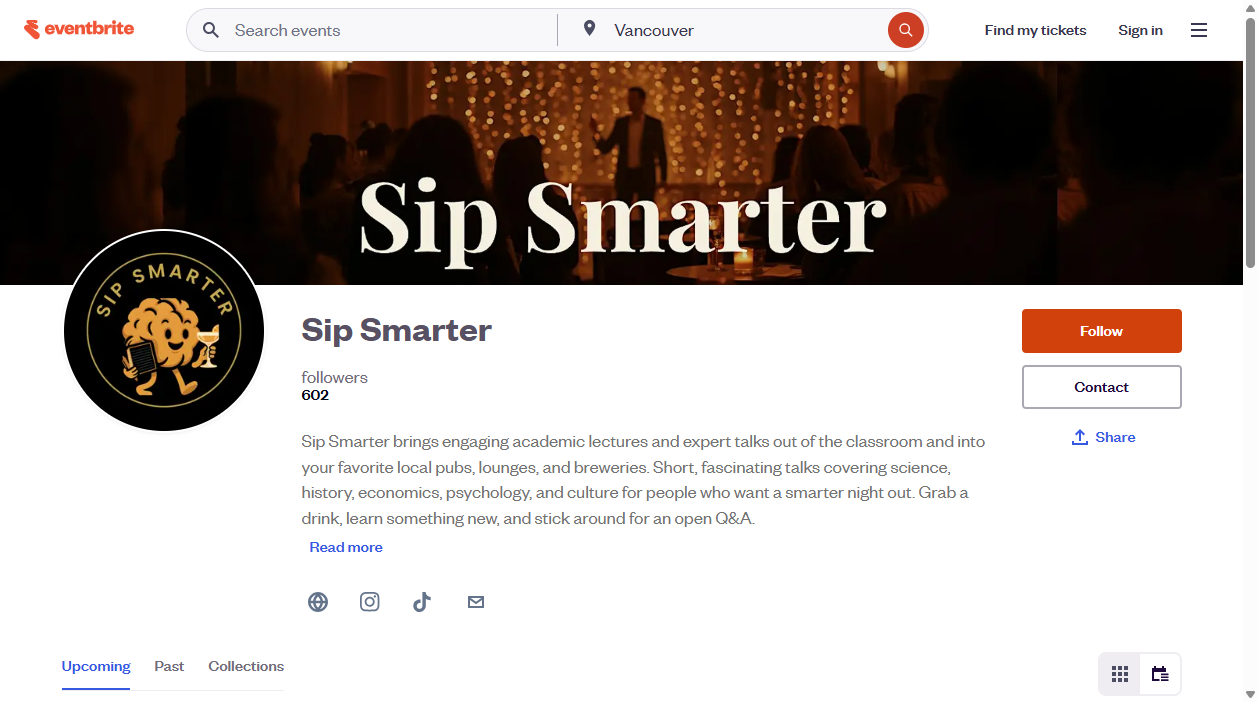 eventbrite
Search events
Vancouver
Find my tickets
Sign in
Sip Smarter
SIP SMARTER
Sip Smarter
followers
602
Follow
Contact
Share
Sip Smarter brings engaging academic lectures and expert talks out of the classroom and into
your favorite local pubs, lounges, and breweries. Short, fascinating talks covering science,
history, economics, psychology, and culture for people who want a smarter night out. Grab a
drink, learn something new, and stick around for an open Q&A.
Read more
Upcoming
Past
Collections